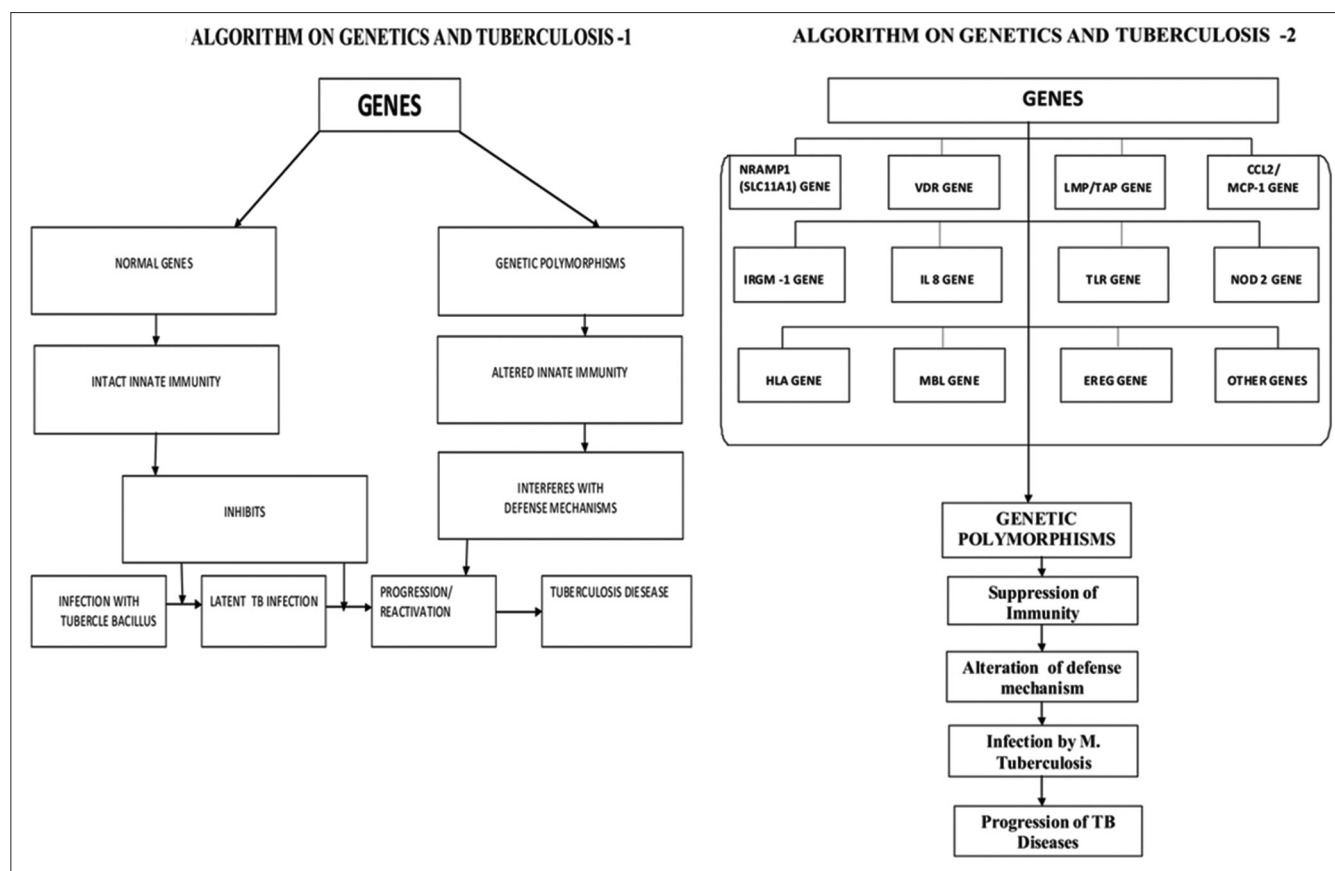 ALGORITHM ON GENETICS AND TUBERCULOSIS -1
GENES
NORMAL GENES
GENETIC POLYMORPHISMS
INTACT INNATE IMMUNITY
ALTERED INNATE IMMUNITY
INHIBITS
INTERFERES WITH
DEFENSE MECHANISMS
INFECTION WITH
TUBERCLE BACILLUS
LATENT TB INFECTION
PROGRESSION/
REACTIVATION
TUBERCULOSIS DIESEASE
ALGORITHM ON GENETICS AND TUBERCULOSIS -2
GENES
NRAMP1
(SLC11A1) GENE
VDR GENE
LMP/TAP GENE
CCL2/
MCP-1 GENE
IRGM -1 GENE
IL 8 GENE
TLR GENE
NOD 2 GENE
HLA GENE
MBL GENE
EREG GENE
OTHER GENES
GENETIC
POLYMORPHISMS
Suppression of
Immunity
Alteration of defense
mechanism
Infection by M.
Tuberculosis
Progression of TB
Diseases